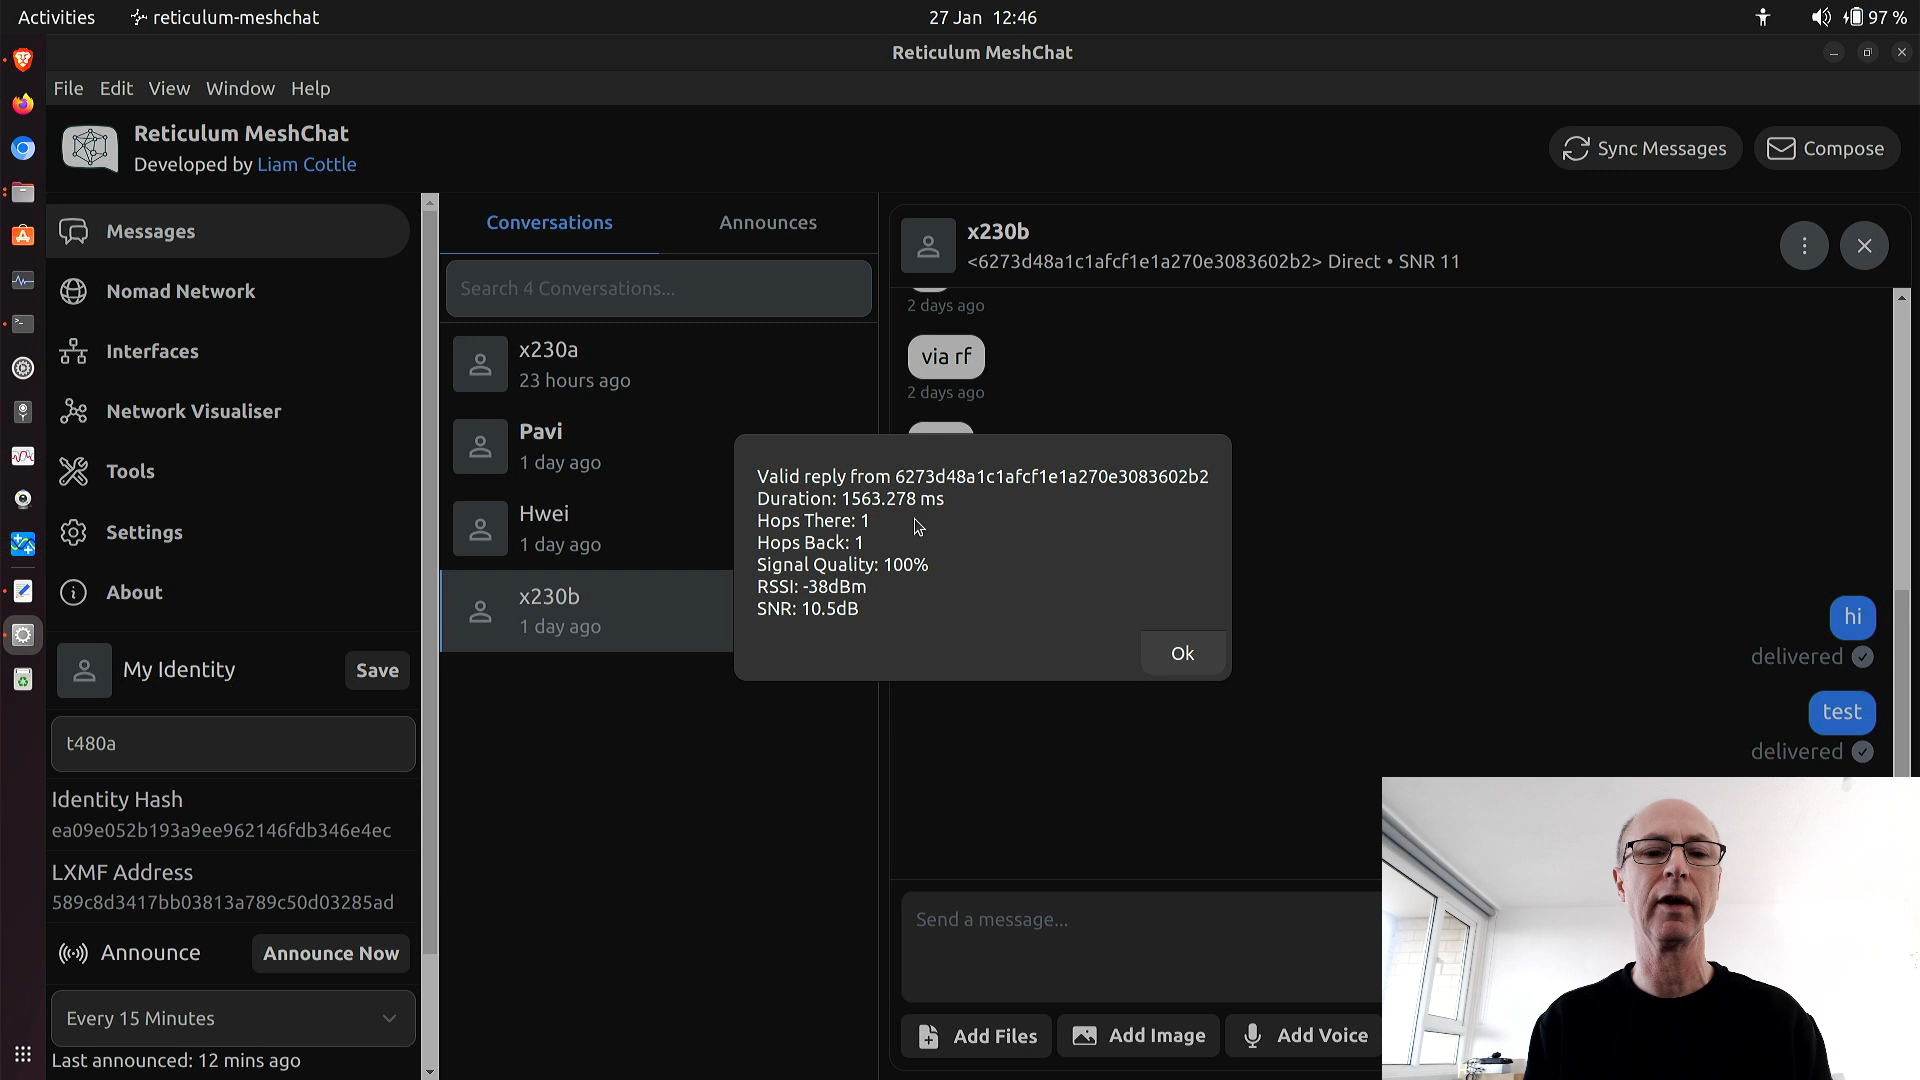 Activities
reticulum-meshchat
27 Jan 12:46
97 %
Reticulum MeshChat
File Edit View Window Help
Reticulum MeshChat
Developed by Liam Cottle
Sync Messages
Compose
Messages
Nomad Network
Interfaces
Network Visualiser
Tools
Settings
About
My Identity
Save
t480a
Identity Hash
ea09e052b193a9ee962146fdb346e4ec
LXMF Address
589c8d3417bb03813a789c50d03285ad
Announce
Announce Now
Every 15 Minutes
Last announced: 12 mins ago
Conversations
Announces
Search 4 Conversations...
x230a
23 hours ago
Pavi
1 day ago
Hwei
1 day ago
x230b
1 day ago
x230b
<6273d48a1c1afcf1e1a270e3083602b2> Direct • SNR 11
2 days ago
via rf
2 days ago
Valid reply from 6273d48a1c1afcf1e1a270e3083602b2
Duration: 1563.278 ms
Hops There: 1
Hops Back: 1
Signal Quality: 100%
RSSI: -38dBm
SNR: 10.5dB
Ok
hi
delivered
test
delivered
Send a message...
Add Files
Add Image
Add Voice